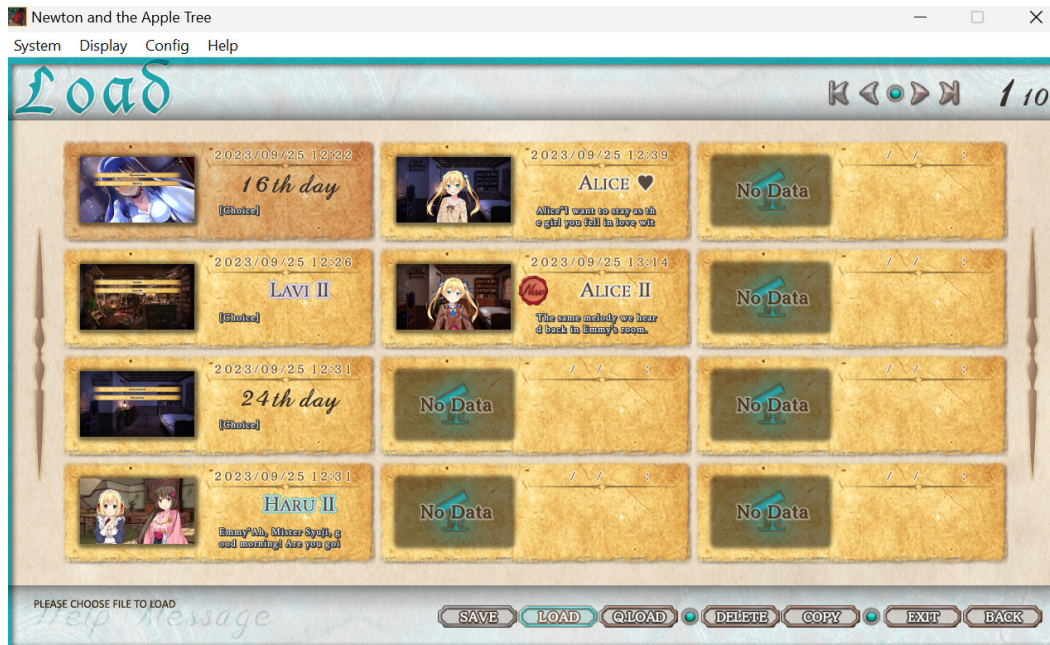 Newton and the Apple Tree
System Display Config Help
Load
1 10
2023/09/25 12:22
16th day
[Choice]
2023/09/25 12:39
ALICE ♥
Alice"I want to stay as th
e girl you fell in love wit
No Data
/ / :
2023/09/25 12:26
LAVI II
[Choice]
2023/09/25 13:14
New
ALICE II
The same melody we hear
d back in Emmy's room.
No Data
/ / :
2023/09/25 12:31
24th day
[Choice]
No Data
/ / :
No Data
/ / :
2023/09/25 12:31
HARU II
Emmy"Ah, Mister Syuji, g
ood morning! Are you goi
No Data
/ / :
No Data
/ / :
PLEASE CHOOSE FILE TO LOAD
Help Message
SAVE LOAD Q.LOAD DELETE COPY EXIT BACK